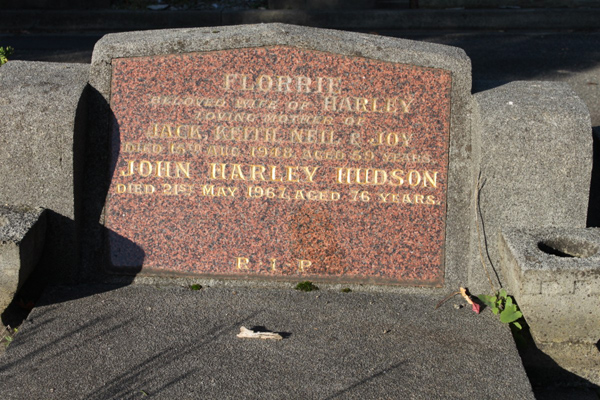 FLORRIE
BELOVED WIFE OF HARLEY
LOVING MOTHER OF
JACK, KEITH, NEIL & JOY
DIED 15TH AUG. 1948, AGED 59 YEARS.
JOHN HARLEY HUDSON
DIED 21ST MAY 1967, AGED 76 YEARS.
R. I. P.